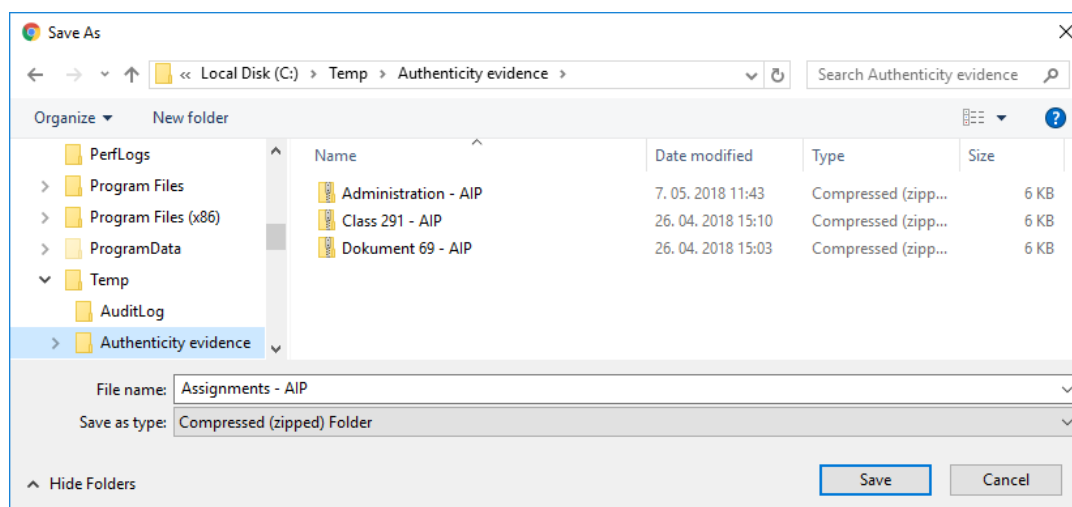 Save As
« Local Disk (C:) › Temp › Authenticity evidence ›
Search Authenticity evidence
Organize
New folder
PerfLogs
Program Files
Program Files (x86)
ProgramData
Temp
AuditLog
Authenticity evidence
Name Date modified Type Size
Administration - AIP 7. 05. 2018 11:43 Compressed (zipp... 6 KB
Class 291 - AIP 26. 04. 2018 15:10 Compressed (zipp... 6 KB
Dokument 69 - AIP 26. 04. 2018 15:03 Compressed (zipp... 6 KB
File name: Assignments - AIP
Save as type: Compressed (zipped) Folder
Hide Folders
Save
Cancel